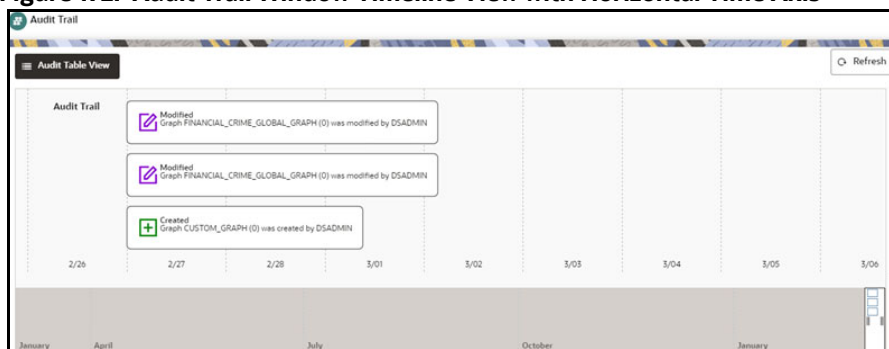 Audit Trail
Audit Table View
Refresh
Audit Trail
Modified
Graph FINANCIAL_CRIME_GLOBAL_GRAPH (0) was modified by DSADMIN
Modified
Graph FINANCIAL_CRIME_GLOBAL_GRAPH (0) was modified by DSADMIN
Created
Graph CUSTOM_GRAPH (0) was created by DSADMIN
2/26 2/27 2/28 3/01 3/02 3/03 3/04 3/05 3/06
January April July October January